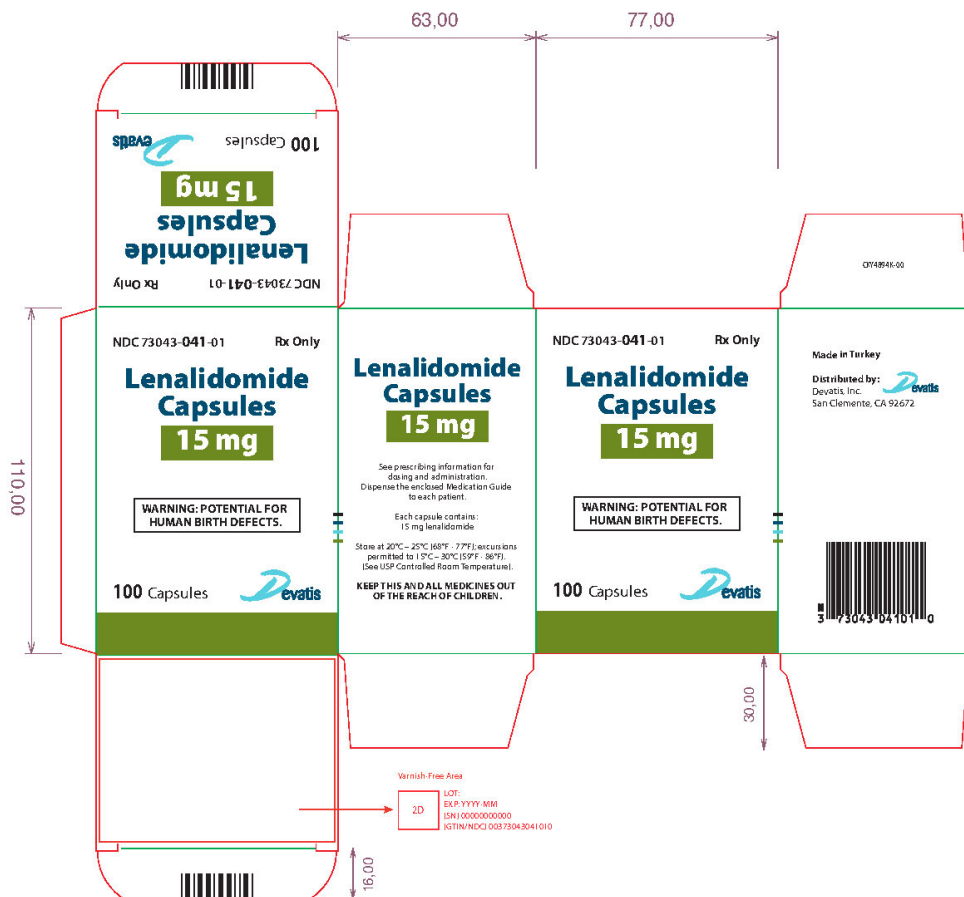 63,00
77,00
100 Capsules
Devatis
15 mg
Lenalidomide
Capsules
NDC 73043-041-01
Rx Only
110,00
NDC 73043-041-01
Rx Only
Lenalidomide
Capsules
15 mg
WARNING: POTENTIAL FOR
HUMAN BIRTH DEFECTS.
100 Capsules
Devatis
Lenalidomide
Capsules
15 mg
See prescribing information for
dosing and administration.
Dispense the enclosed Medication Guide
to each patient.
Each capsule contains:
15 mg lenalidomide
Store at 20°C – 25°C (68°F - 77°F); excursions
permitted to 15°C – 30°C (59°F - 86°F).
(See USP Controlled Room Temperature).
KEEP THIS AND ALL MEDICINES OUT
OF THE REACH OF CHILDREN.
NDC 73043-041-01
Rx Only
Lenalidomide
Capsules
15 mg
WARNING: POTENTIAL FOR
HUMAN BIRTH DEFECTS.
100 Capsules
Devatis
Made in Turkey
Distributed by:
Devatis, Inc.
San Clemente, CA 92672
Devatis
N
3 73043 04101 0
30,00
Varnish-Free Area
2D
LOT:
EXP: YYYY-MM
(SN) 00000000000
(GTIN/NDC) 00373043041010
16,00